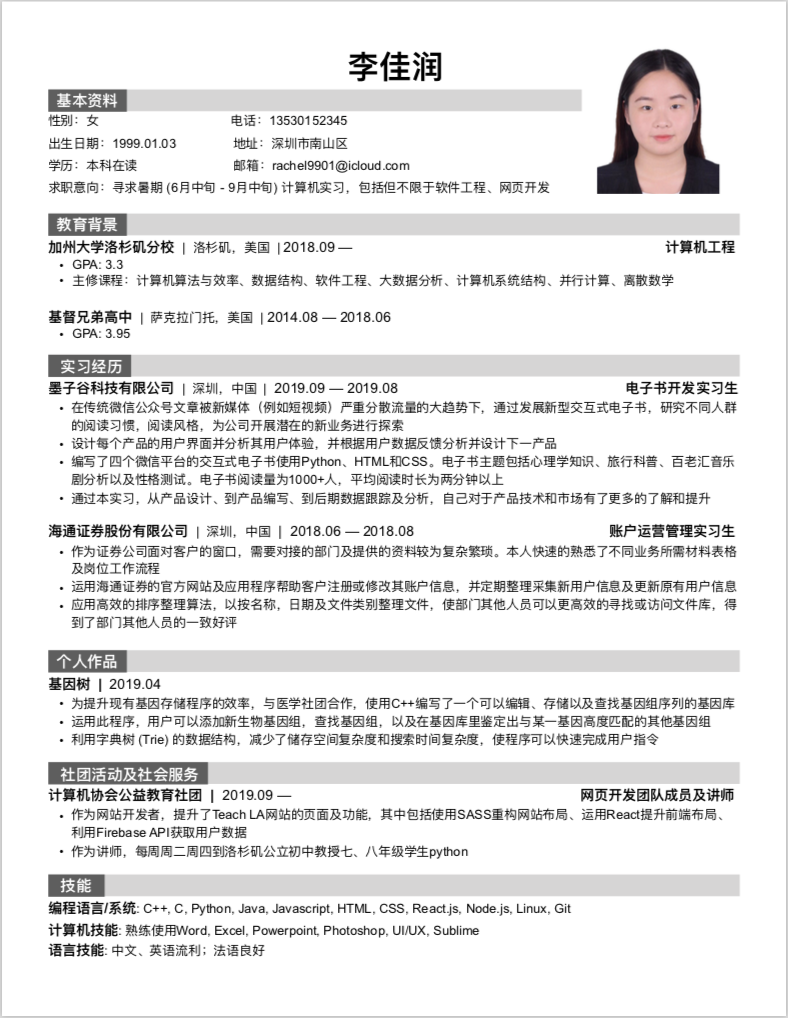 李佳润
基本资料
性别：女 电话：13530152345
出生日期：1999.01.03 地址：深圳市南山区
学历：本科在读 邮箱：rachel9901@icloud.com
求职意向：寻求暑期 (6月中旬 - 9月中旬) 计算机实习，包括但不限于软件工程、网页开发
教育背景
加州大学洛杉矶分校 | 洛杉矶，美国 | 2018.09 — 计算机工程
• GPA: 3.3
• 主修课程：计算机算法与效率、数据结构、软件工程、大数据分析、计算机系统结构、并行计算、离散数学
基督兄弟高中 | 萨克拉门托，美国 | 2014.08 — 2018.06
• GPA: 3.95
实习经历
墨子谷科技有限公司 | 深圳，中国 | 2019.09 — 2019.08 电子书开发实习生
• 在传统微信公众号文章被新媒体（例如短视频）严重分散流量的大趋势下，通过发展新型交互式电子书，研究不同人群
的阅读习惯，阅读风格，为公司开展潜在的新业务进行探索
• 设计每个产品的用户界面并分析其用户体验，并根据用户数据反馈分析并设计下一产品
• 编写了四个微信平台的交互式电子书使用Python、HTML和CSS。电子书主题包括心理学知识、旅行科普、百老汇音乐
剧分析以及性格测试。电子书阅读量为1000+人，平均阅读时长为两分钟以上
• 通过本实习，从产品设计、到产品编写、到后期数据跟踪及分析，自己对于产品技术和市场有了更多的了解和提升
海通证券股份有限公司 | 深圳，中国 | 2018.06 — 2018.08 账户运营管理实习生
• 作为证券公司面对客户的窗口，需要对接的部门及提供的资料较为复杂繁琐。本人快速的熟悉了不同业务所需材料表格
及岗位工作流程
• 运用海通证券的官方网站及应用程序帮助客户注册或修改其账户信息，并定期整理采集新用户信息及更新原有用户信息
• 应用高效的排序整理算法，以按名称，日期及文件类别整理文件，使部门其他人员可以更高效的寻找或访问文件库，得
到了部门其他人员的一致好评
个人作品
基因树 | 2019.04
• 为提升现有基因存储程序的效率，与医学社团合作，使用C++编写了一个可以编辑、存储以及查找基因组序列的基因库
• 运用此程序，用户可以添加新生物基因组，查找基因组，以及在基因库里鉴定出与某一基因高度匹配的其他基因组
• 利用字典树 (Trie) 的数据结构，减少了储存空间复杂度和搜索时间复杂度，使程序可以快速完成用户指令
社团活动及社会服务
计算机协会公益教育社团 | 2019.09 — 网页开发团队成员及讲师
• 作为网站开发者，提升了Teach LA网站的页面及功能，其中包括使用SASS重构网站布局、运用React提升前端布局、
利用Firebase API获取用户数据
• 作为讲师，每周周二周四到洛杉矶公立初中教授七、八年级学生python
技能
编程语言/系统: C++, C, Python, Java, Javascript, HTML, CSS, React.js, Node.js, Linux, Git
计算机技能: 熟练使用Word, Excel, Powerpoint, Photoshop, UI/UX, Sublime
语言技能: 中文、英语流利；法语良好